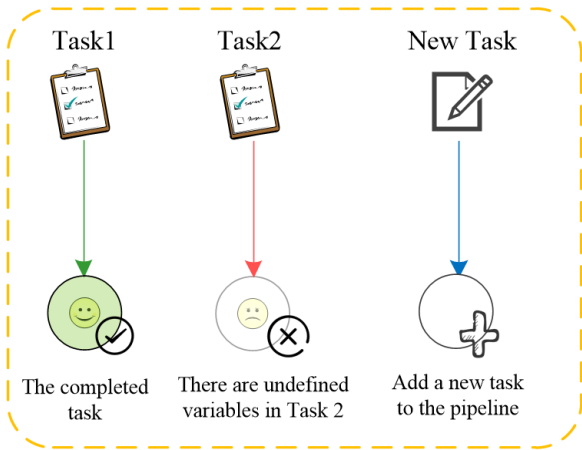 Task1
Task2
New Task
The completed
task
There are undefined
variables in Task 2
Add a new task
to the pipeline